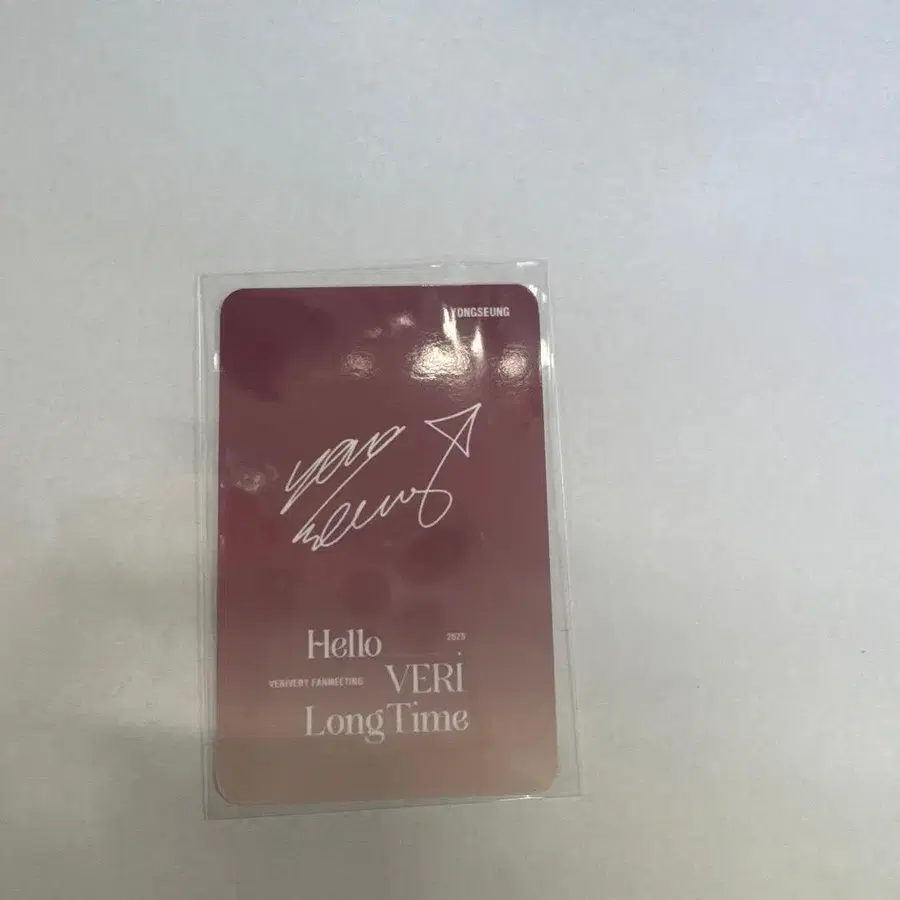 YONGSEUNG
yong
seung
Hello 2025
VERIVERY FANMEETING VERi
Long Time